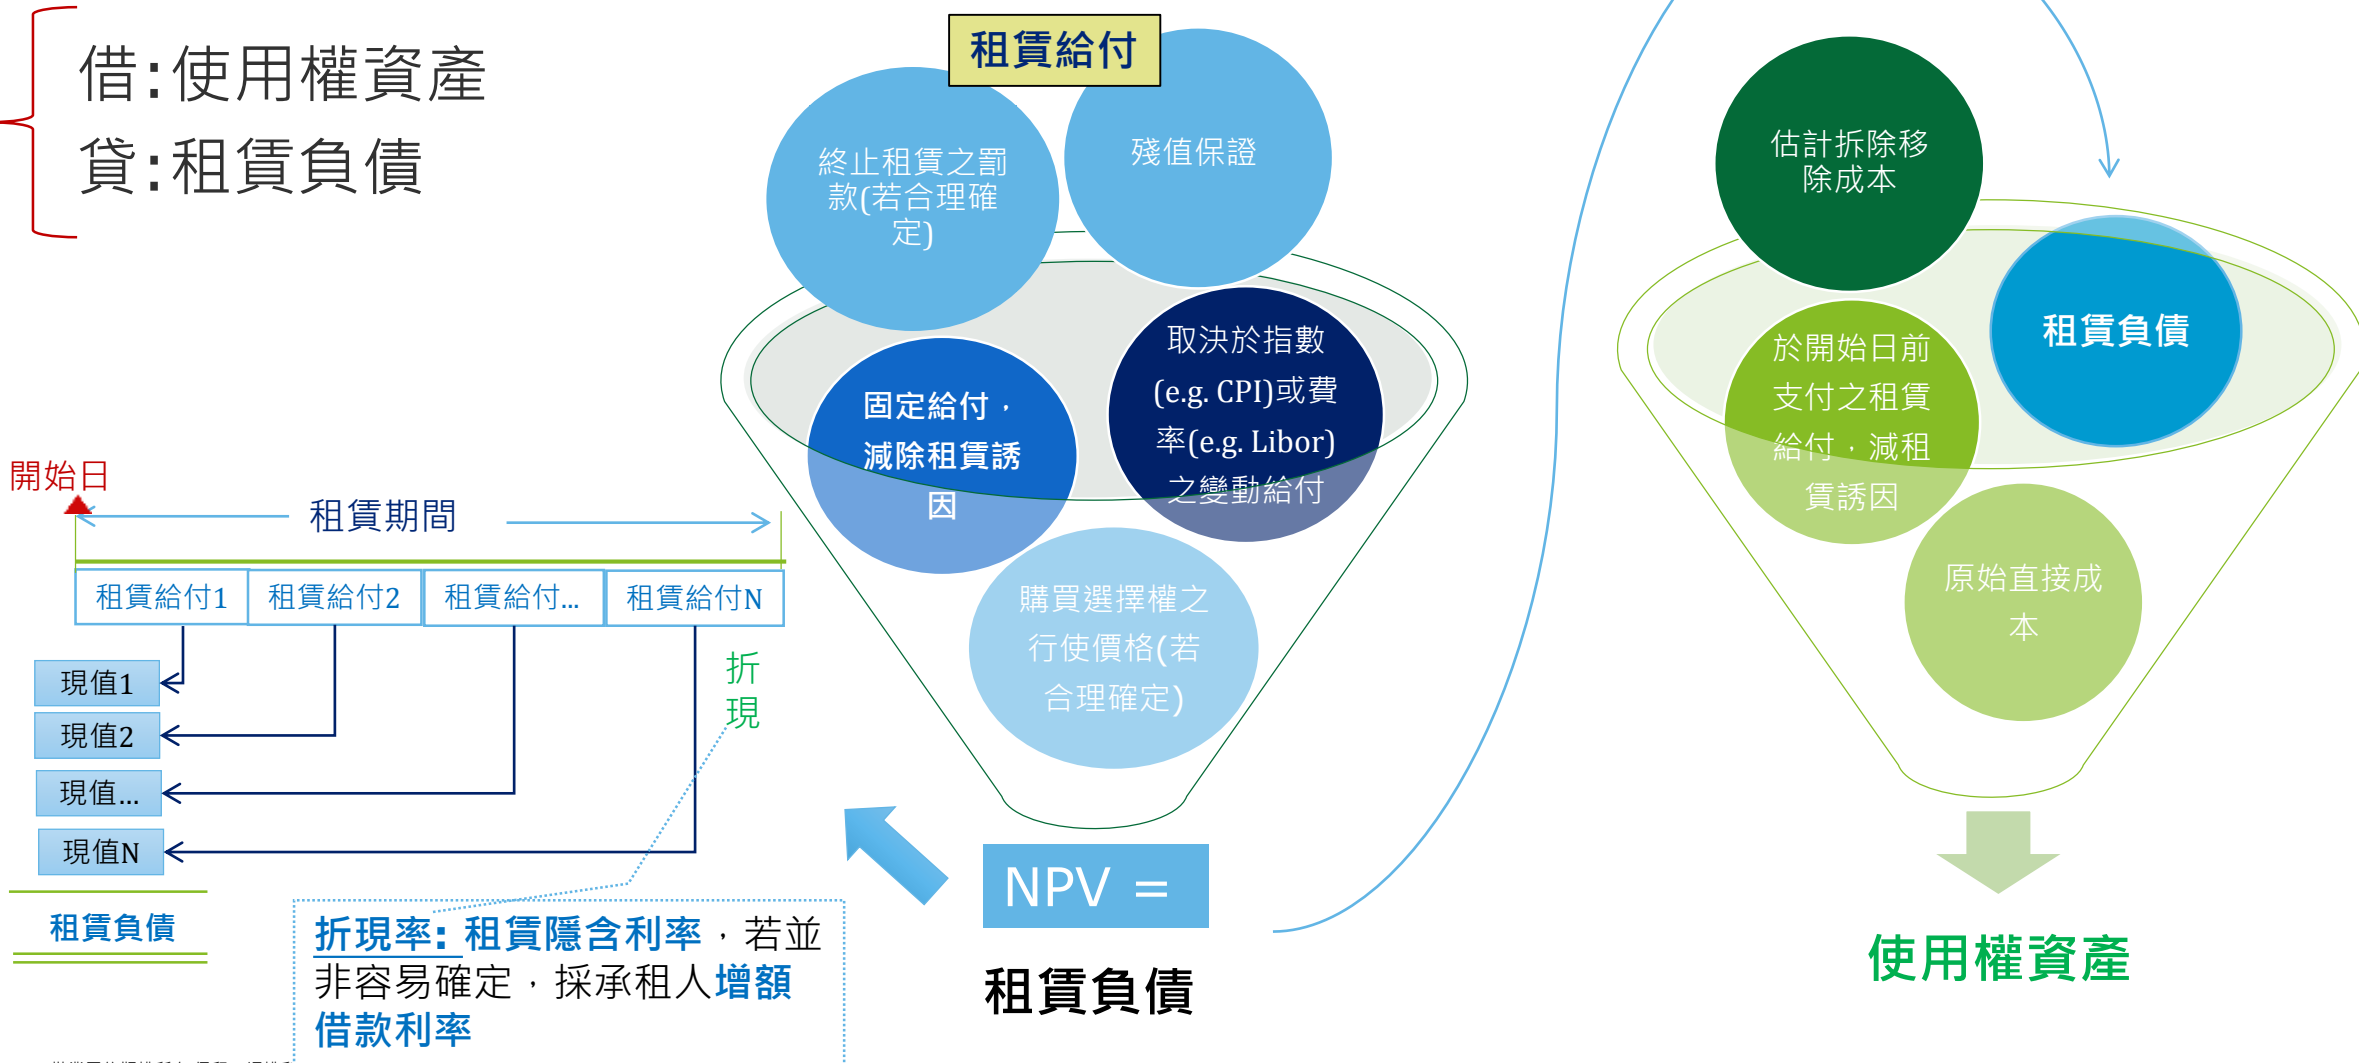 借:使用權資產
貸:租賃負債
開始日
租賃期間
租賃給付1
租賃給付2
租賃給付...
租賃給付N
現值1
現值2
現值...
現值N
租賃負債
折
現
折現率: 租賃隱含利率，若並
非容易確定，採承租人增額
借款利率
租賃給付
終止租賃之罰
款(若合理確
定)
殘值保證
固定給付，
減除租賃誘
因
取決於指數
(e.g. CPI)或費
率(e.g. Libor)
之變動給付
購買選擇權之
行使價格(若
合理確定)
NPV =
租賃負債
估計拆除移
除成本
租賃負債
於開始日前
支付之租賃
給付，減租
賃誘因
原始直接成
本
使用權資產